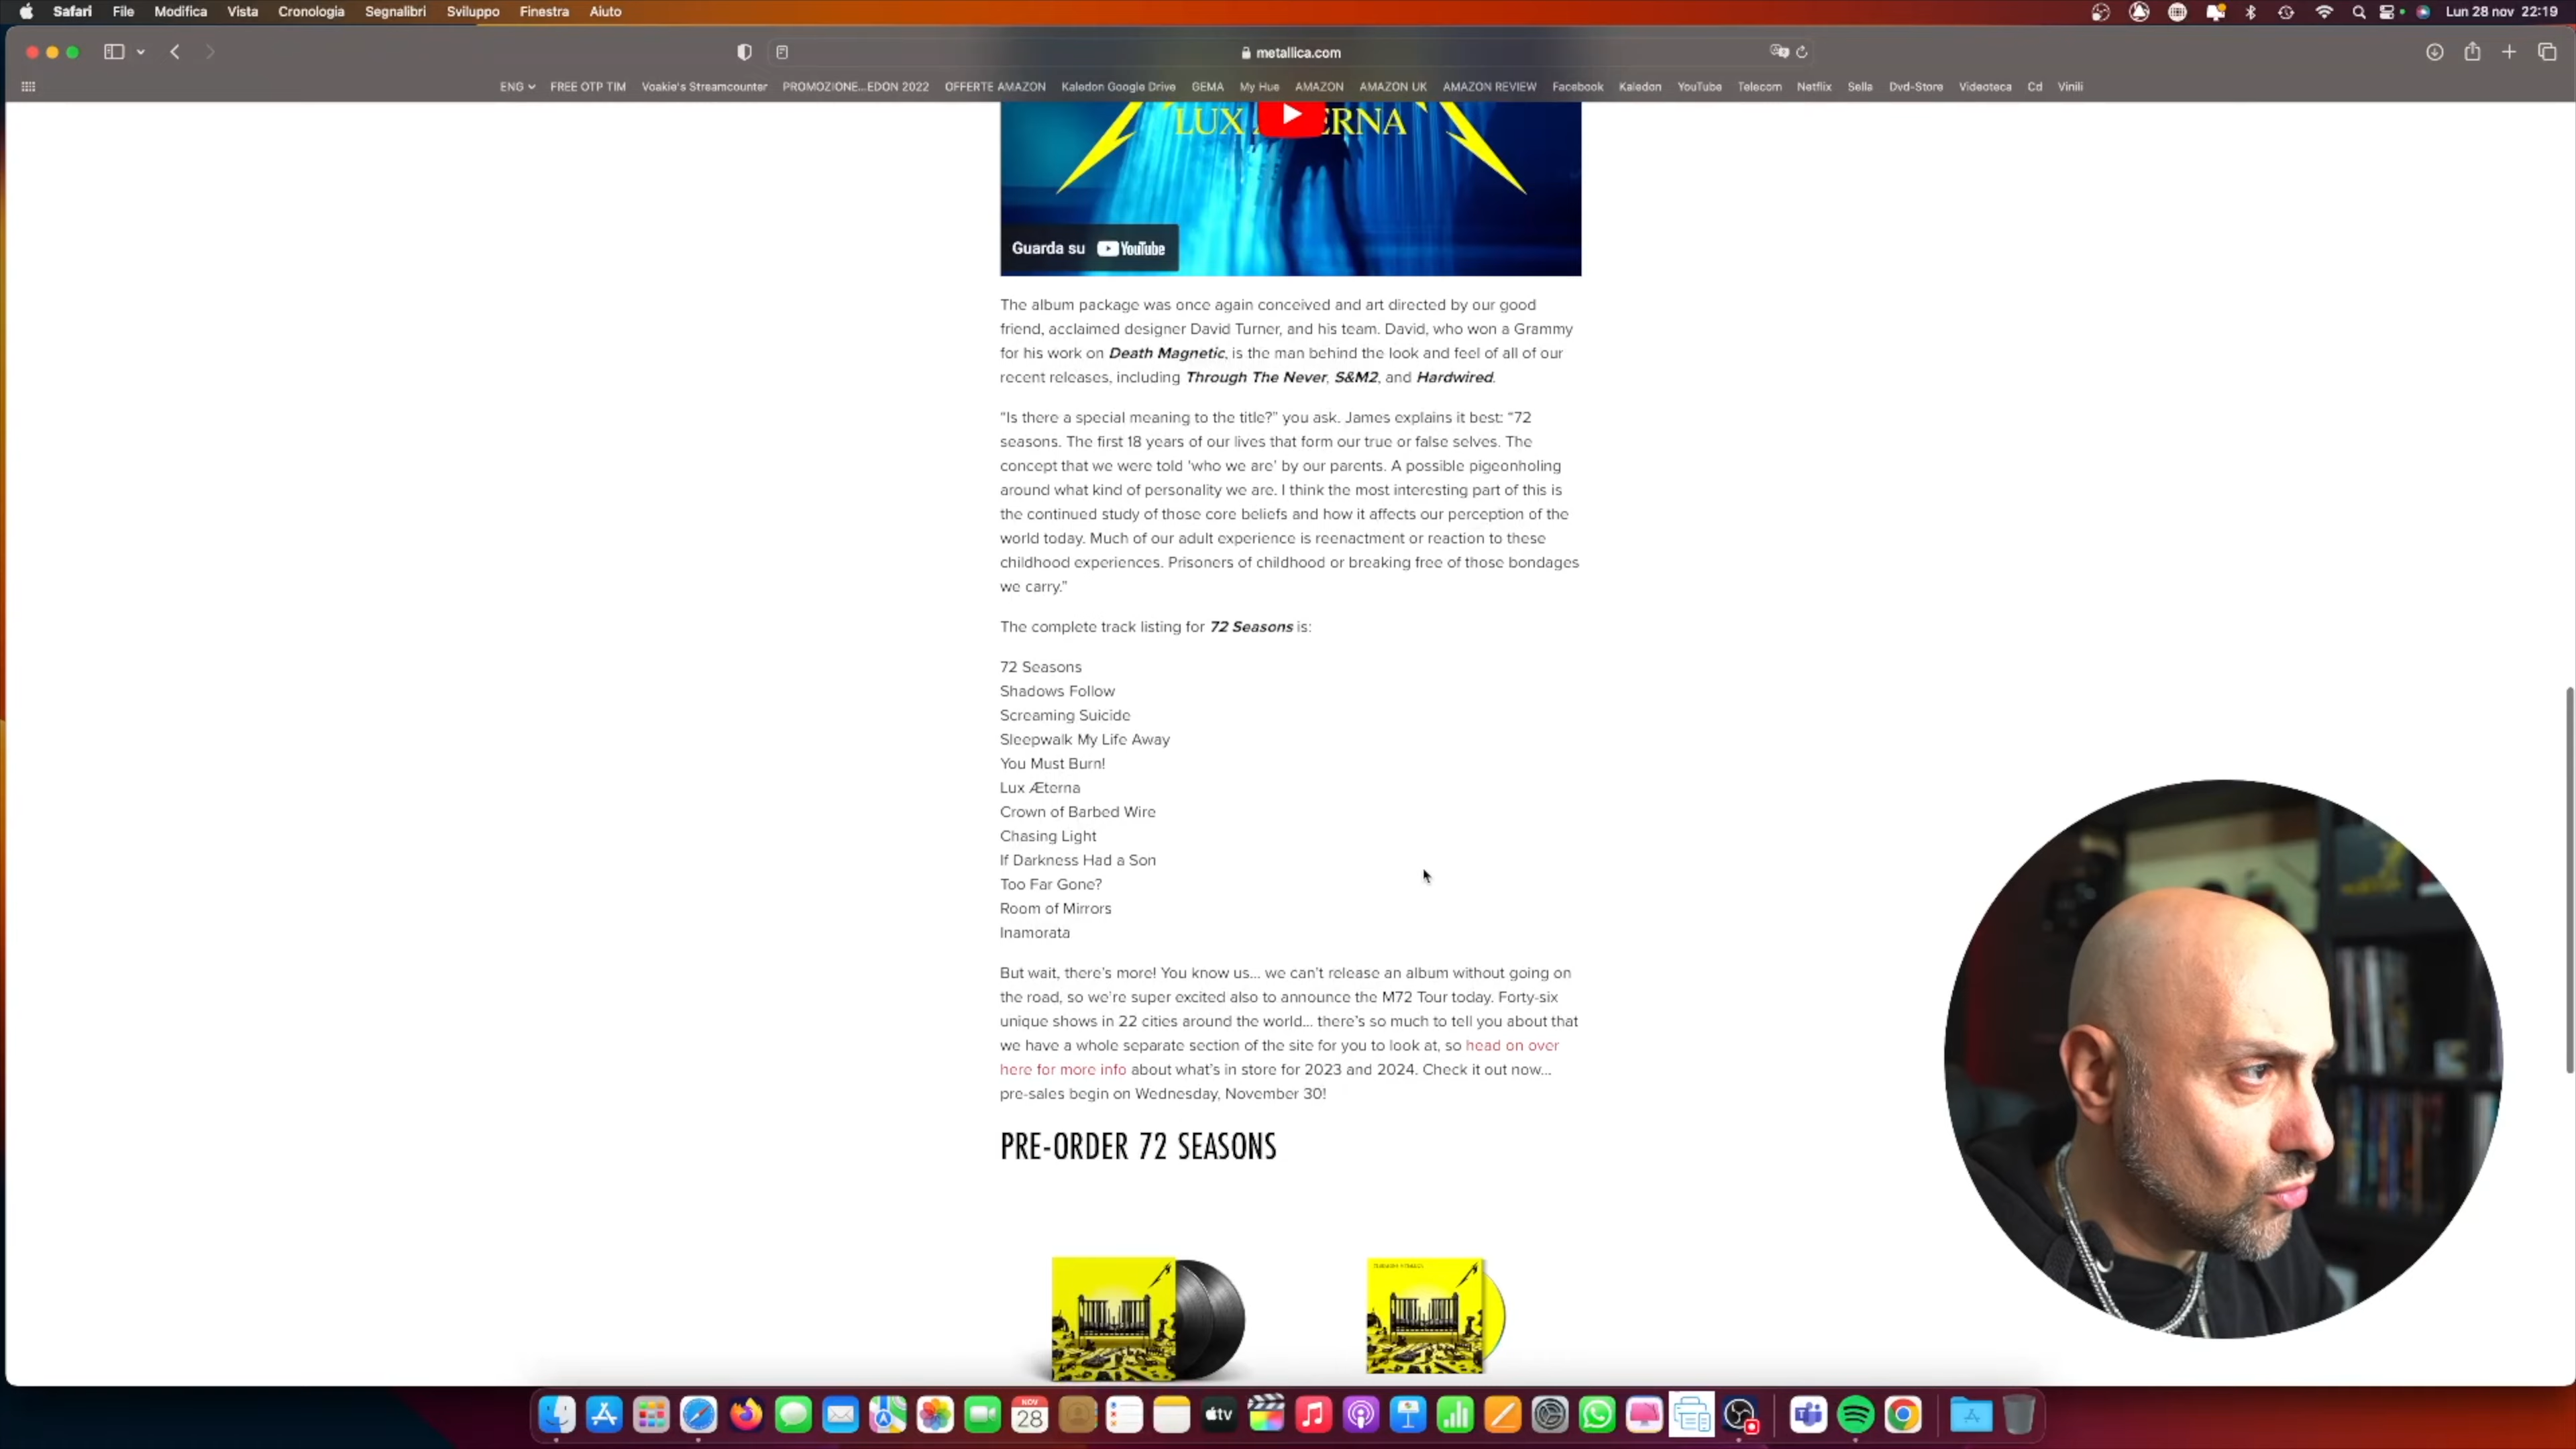 Safari File Modifica Vista Cronologia Segnalibri Sviluppo Finestra Aiuto Lun 28 nov 22:19
metallica.com
ENG FREE OTP TIM Voakie's Streamcounter PROMOZIONE...EDON 2022 OFFERTE AMAZON Kaledon Google Drive GEMA My Hue AMAZON AMAZON UK AMAZON REVIEW Facebook Kaledon YouTube Telecom Netflix Sella Dvd-Store Videoteca Cd Vinili
Guarda su YouTube
The album package was once again conceived and art directed by our good
friend, acclaimed designer David Turner, and his team. David, who won a Grammy
for his work on Death Magnetic, is the man behind the look and feel of all of our
recent releases, including Through The Never, S&M2, and Hardwired.
“Is there a special meaning to the title?” you ask. James explains it best: “72
seasons. The first 18 years of our lives that form our true or false selves. The
concept that we were told ‘who we are’ by our parents. A possible pigeonholing
around what kind of personality we are. I think the most interesting part of this is
the continued study of those core beliefs and how it affects our perception of the
world today. Much of our adult experience is reenactment or reaction to these
childhood experiences. Prisoners of childhood or breaking free of those bondages
we carry.”
The complete track listing for 72 Seasons is:
72 Seasons
Shadows Follow
Screaming Suicide
Sleepwalk My Life Away
You Must Burn!
Lux Æterna
Crown of Barbed Wire
Chasing Light
If Darkness Had a Son
Too Far Gone?
Room of Mirrors
Inamorata
But wait, there’s more! You know us... we can’t release an album without going on
the road, so we’re super excited also to announce the M72 Tour today. Forty-six
unique shows in 22 cities around the world... there’s so much to tell you about that
we have a whole separate section of the site for you to look at, so head on over
here for more info about what’s in store for 2023 and 2024. Check it out now...
pre-sales begin on Wednesday, November 30!
PRE-ORDER 72 SEASONS
NOV
28
tv